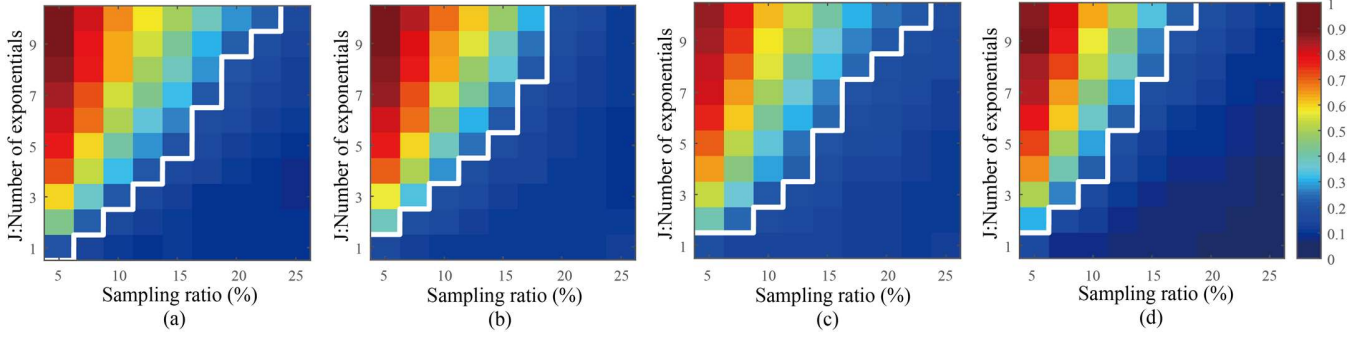 J:Number of exponentials
9
7
5
3
1
5 10 15 20 25
Sampling ratio (%)
(a)
J:Number of exponentials
9
7
5
3
1
5 10 15 20 25
Sampling ratio (%)
(b)
J:Number of exponentials
9
7
5
3
1
5 10 15 20 25
Sampling ratio (%)
(c)
J:Number of exponentials
9
7
5
3
1
5 10 15 20 25
Sampling ratio (%)
(d)
1
0.9
0.8
0.7
0.6
0.5
0.4
0.3
0.2
0.1
0